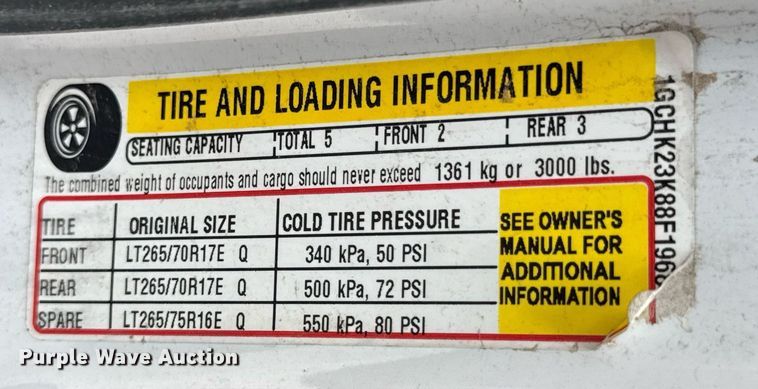 TIRE AND LOADING INFORMATION
SEATING CAPACITY TOTAL 5 FRONT 2 REAR 3
The combined weight of occupants and cargo should never exceed 1361 kg or 3000 lbs.
TIRE ORIGINAL SIZE COLD TIRE PRESSURE
FRONT LT265/70R17E Q 340 kPa, 50 PSI
REAR LT265/70R17E Q 500 kPa, 72 PSI
SPARE LT265/75R16E Q 550 kPa, 80 PSI
SEE OWNER'S
MANUAL FOR
ADDITIONAL
INFORMATION
1GCHK23K88F196
Purple Wave Auction